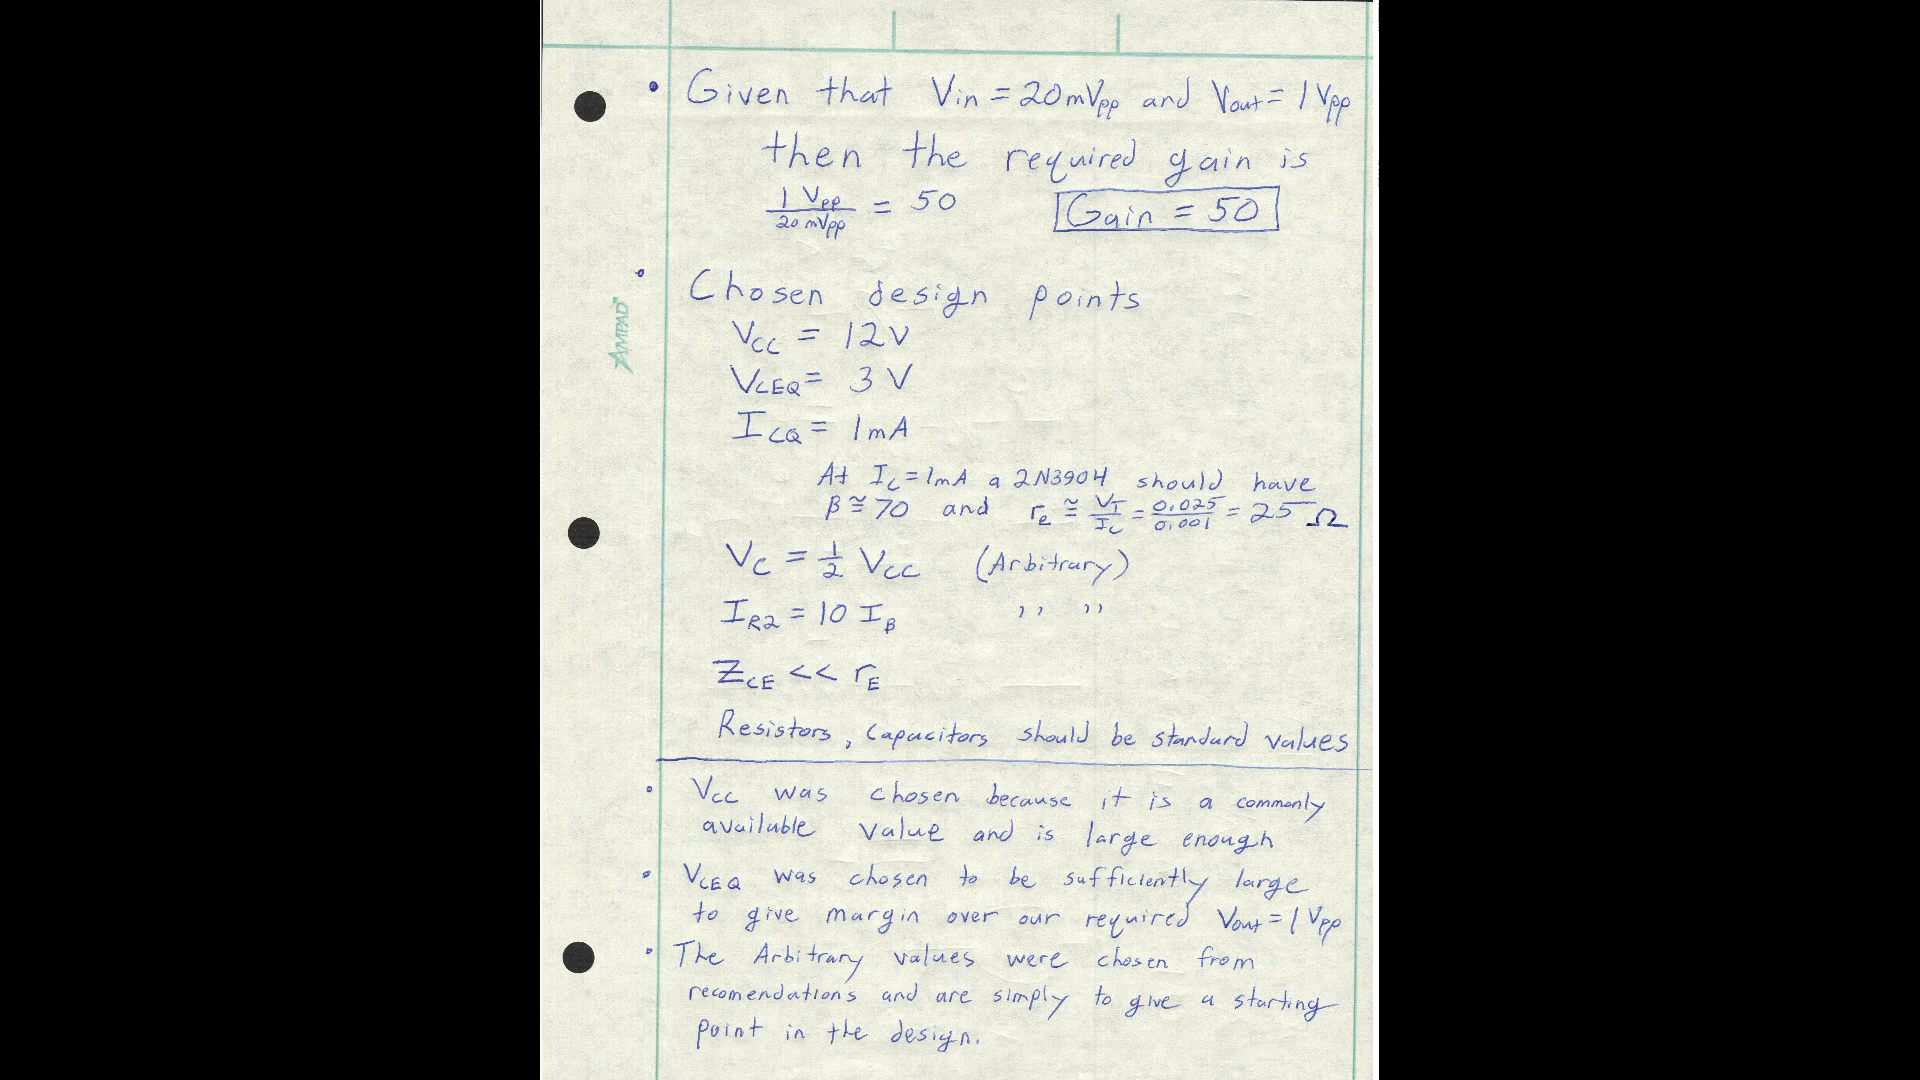 • Given that Vin = 20mVpp and Vout = 1Vpp
then the required gain is
1 Vpp / 20 mVpp = 50 Gain = 50
• Chosen design points
VCC = 12V
VCEQ = 3V
ICQ = 1mA
At IC = 1mA a 2N3904 should have
β ≅ 70 and re ≅ VT/IC = 0.025/0.001 = 25 Ω
VC = 1/2 VCC (Arbitrary)
IR2 = 10 IB ,, ,,
ZCE << rE
Resistors, Capacitors should be standard values
• VCC was chosen because it is a commonly
available value and is large enough
• VCEQ was chosen to be sufficiently large
to give margin over our required Vout = 1Vpp
• The Arbitrary values were chosen from
recomendations and are simply to give a starting
point in the design.
AMPAD